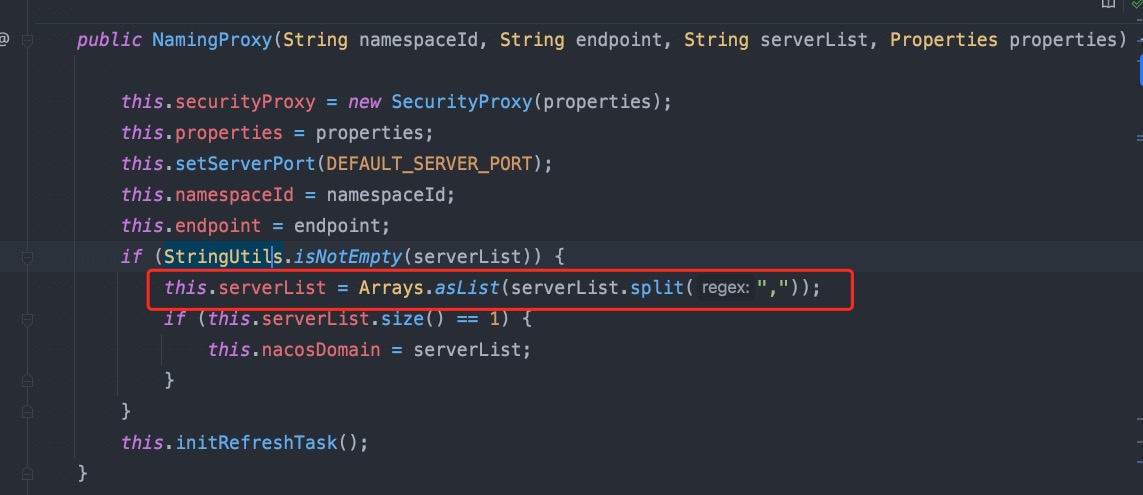 @ public NamingProxy(String namespaceId, String endpoint, String serverList, Properties properties)
this.securityProxy = new SecurityProxy(properties);
this.properties = properties;
this.setServerPort(DEFAULT_SERVER_PORT);
this.namespaceId = namespaceId;
this.endpoint = endpoint;
if (StringUtils.isNotEmpty(serverList)) {
this.serverList = Arrays.asList(serverList.split( regex: ","));
if (this.serverList.size() == 1) {
this.nacosDomain = serverList;
}
}
this.initRefreshTask();
}